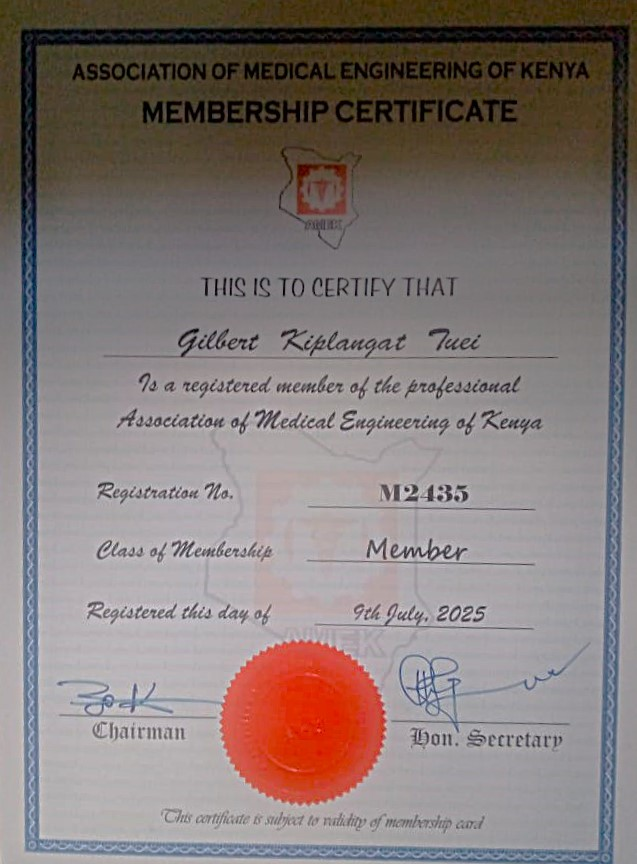 ASSOCIATION OF MEDICAL ENGINEERING OF KENYA
MEMBERSHIP CERTIFICATE
AMEK
THIS IS TO CERTIFY THAT
Gilbert Kiplangat Tuei
Is a registered member of the professional
Association of Medical Engineering of Kenya
Registration No. M2435
Class of Membership Member
Registered this day of 9th July, 2025
AMEK
Chairman
Hon. Secretary
This certificate is subject to validity of membership card